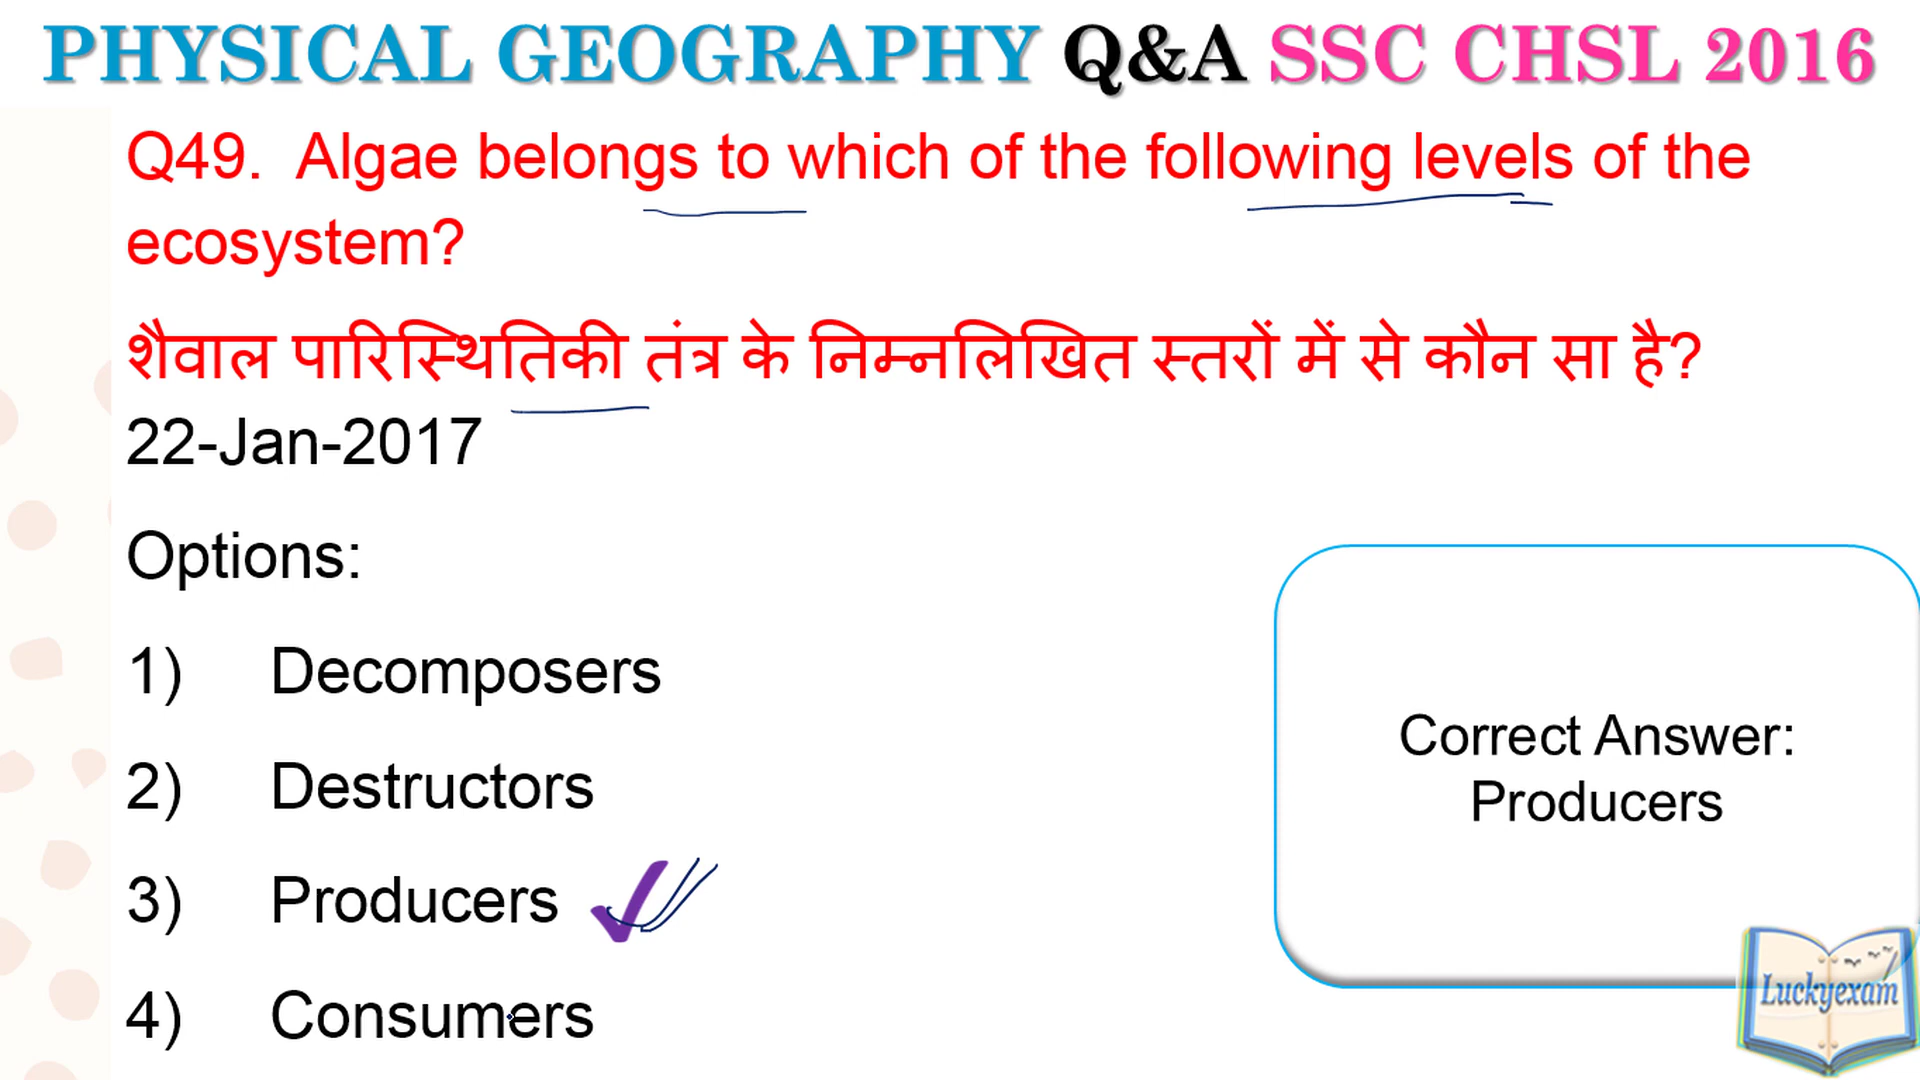 PHYSICAL GEOGRAPHY Q&A SSC CHSL 2016
Q49. Algae belongs to which of the following levels of the
ecosystem?
शैवाल पारिस्थितिकी तंत्र के निम्नलिखित स्तरों में से कौन सा है?
22-Jan-2017
Options:
1) Decomposers
2) Destructors
3) Producers
4) Consumers
Correct Answer:
Producers
Luckyexam